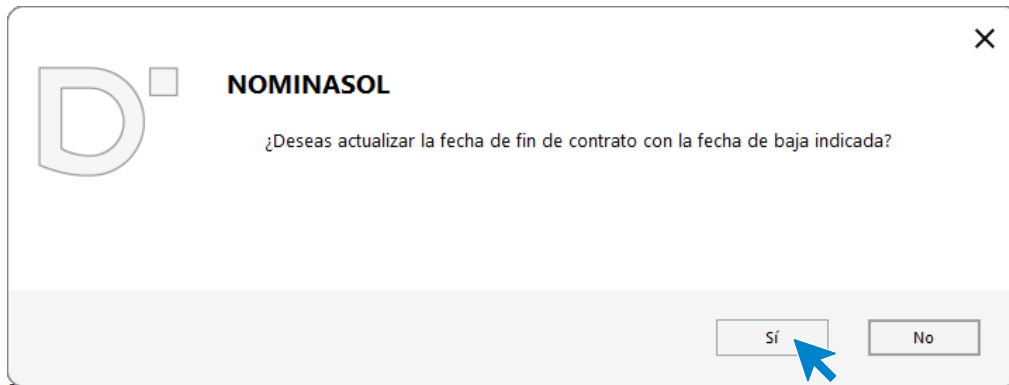 NOMINASOL
¿Deseas actualizar la fecha de fin de contrato con la fecha de baja indicada?
Sí
No